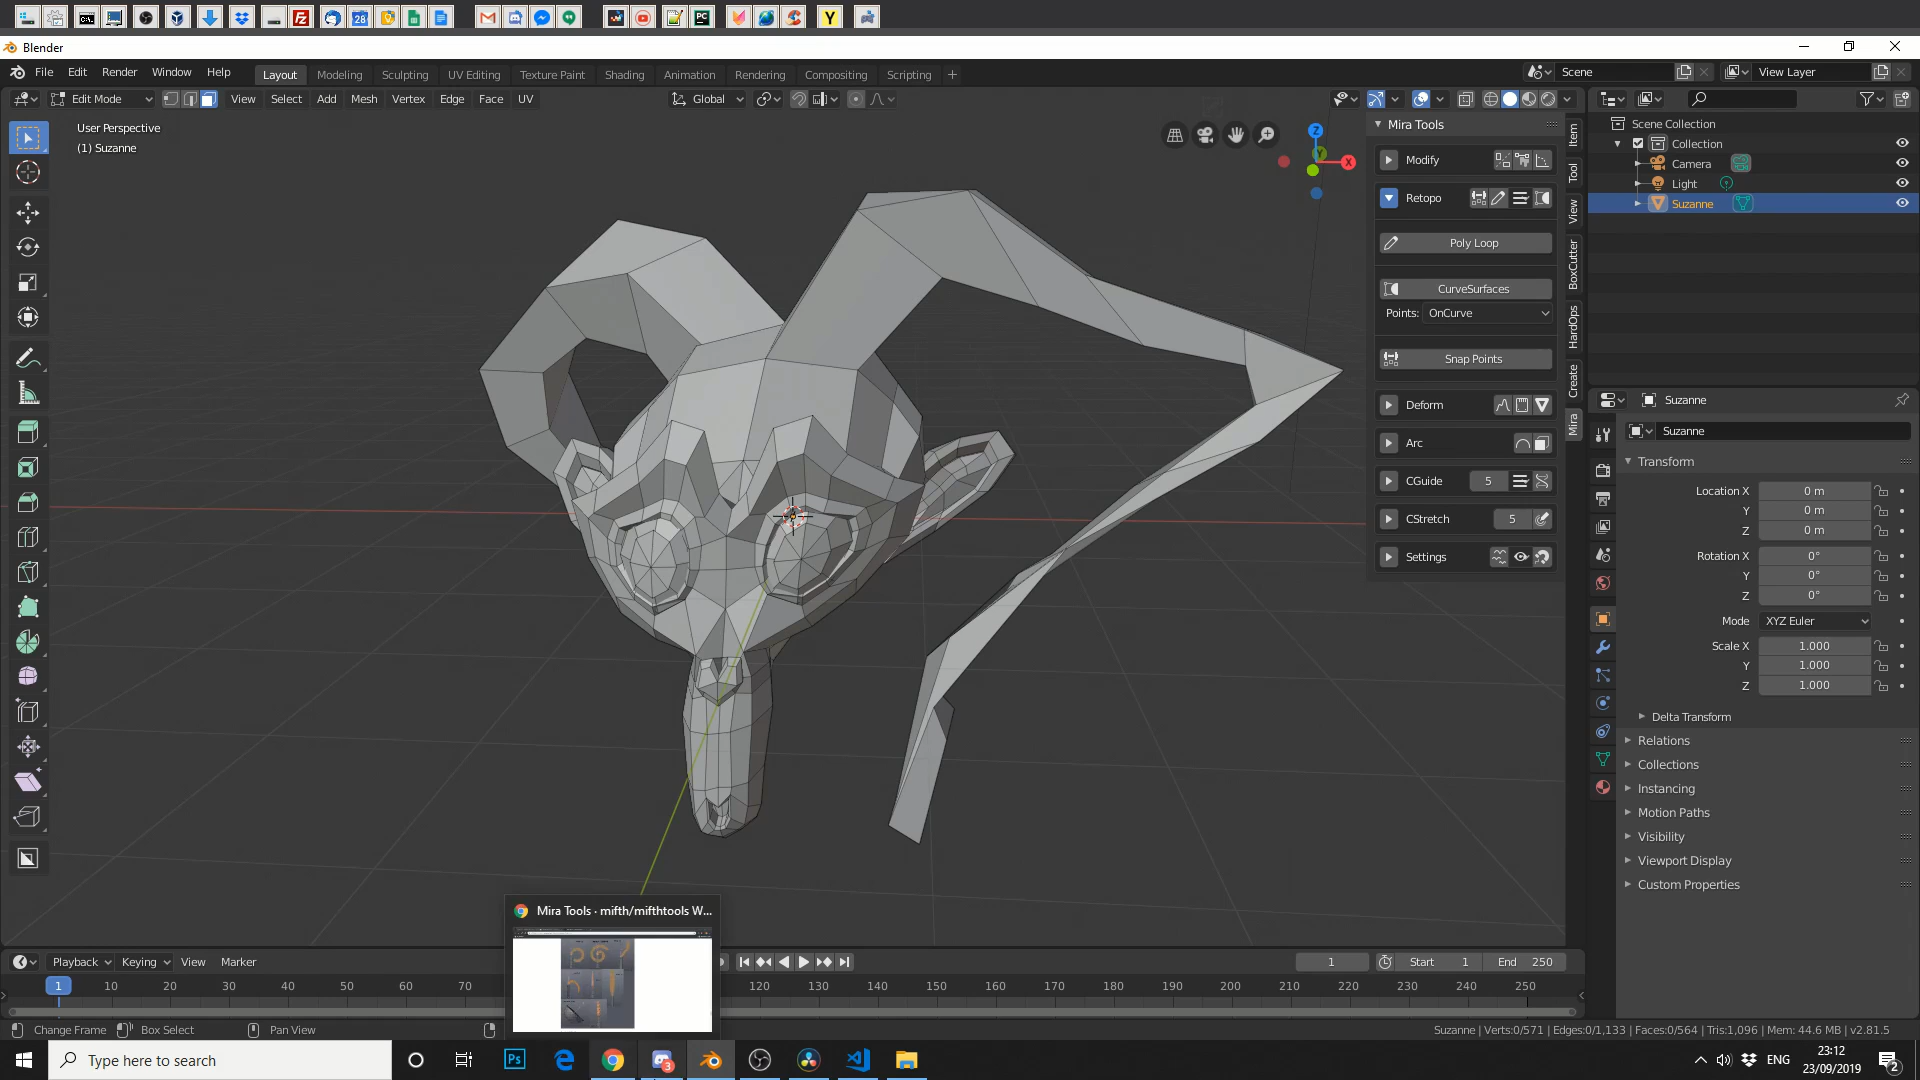 Blender
File Edit Render Window Help
Layout Modeling Sculpting UV Editing Texture Paint Shading Animation Rendering Compositing Scripting +
Scene
View Layer
Edit Mode
View Select Add Mesh Vertex Edge Face UV
Global
User Perspective
(1) Suzanne
Z
Y
X
Mira Tools
Modify
Retopo
Poly Loop
CurveSurfaces
Points: OnCurve
Snap Points
Deform
Arc
CGuide 5
CStretch 5
Settings
Item
Tool
View
BoxCutter
HardOps
Create
Mira
Scene Collection
Collection
Camera
Light
Suzanne
Suzanne
Suzanne
Transform
Location X 0 m
Y 0 m
Z 0 m
Rotation X 0°
Y 0°
Z 0°
Mode XYZ Euler
Scale X 1.000
Y 1.000
Z 1.000
Delta Transform
Relations
Collections
Instancing
Motion Paths
Visibility
Viewport Display
Custom Properties
Mira Tools · mifth/mifthtools W...
Playback Keying View Marker
1 Start 1 End 250
1 10 20 30 40 50 60 70 120 130 140 150 160 170 180 190 200 210 220 230 240 250
Change Frame Box Select Pan View
Suzanne | Verts:0/571 | Edges:0/1,133 | Faces:0/564 | Tris:1,096 | Mem: 44.6 MB | v2.81.5
Type here to search
Ps
3
ENG
23:12
23/09/2019
2